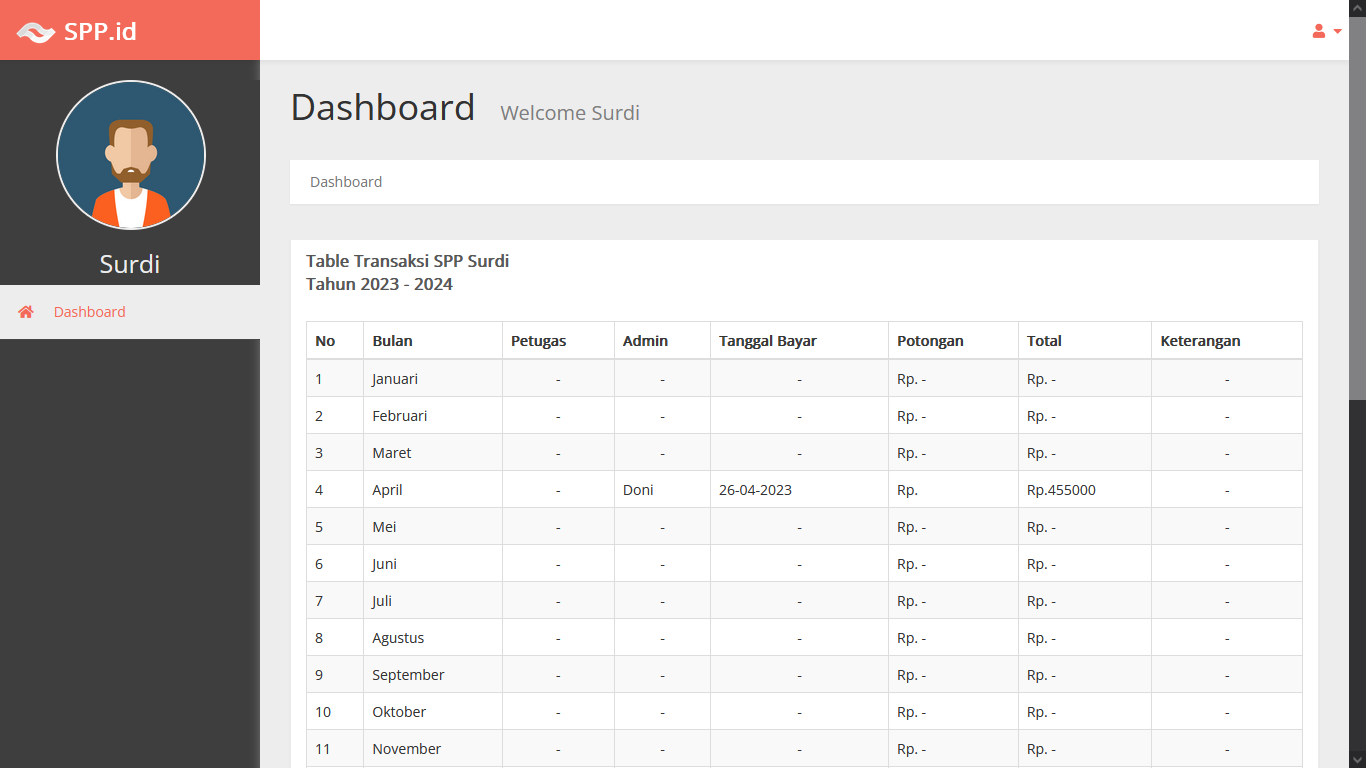 SPP.id
Surdi
Dashboard
Dashboard Welcome Surdi
Dashboard
Table Transaksi SPP Surdi
Tahun 2023 - 2024
No Bulan Petugas Admin Tanggal Bayar Potongan Total Keterangan
1 Januari - - - Rp. - Rp. - -
2 Februari - - - Rp. - Rp. - -
3 Maret - - - Rp. - Rp. - -
4 April - Doni 26-04-2023 Rp. Rp.455000 -
5 Mei - - - Rp. - Rp. - -
6 Juni - - - Rp. - Rp. - -
7 Juli - - - Rp. - Rp. - -
8 Agustus - - - Rp. - Rp. - -
9 September - - - Rp. - Rp. - -
10 Oktober - - - Rp. - Rp. - -
11 November - - - Rp. - Rp. - -